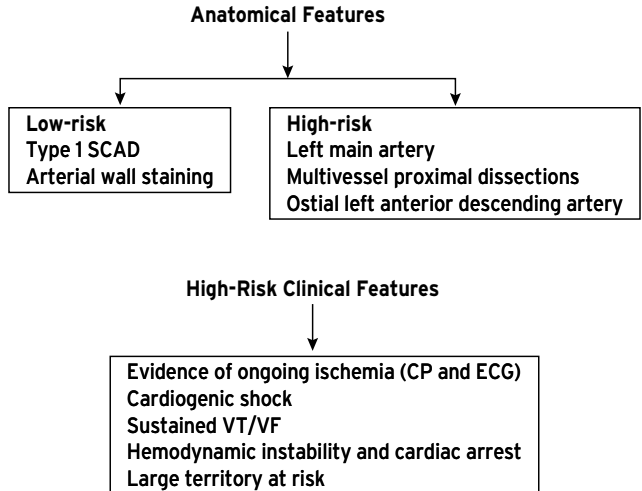 Anatomical Features
Low-risk
Type 1 SCAD
Arterial wall staining
High-risk
Left main artery
Multivessel proximal dissections
Ostial left anterior descending artery
High-Risk Clinical Features
Evidence of ongoing ischemia (CP and ECG)
Cardiogenic shock
Sustained VT/VF
Hemodynamic instability and cardiac arrest
Large territory at risk